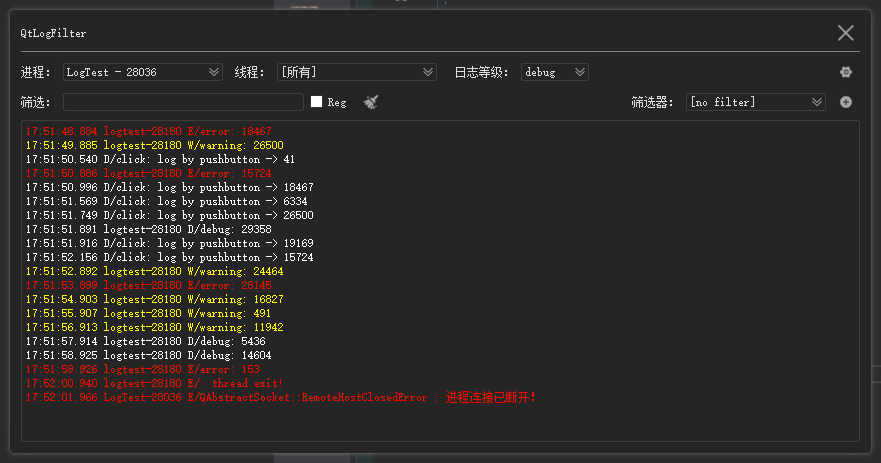 QtLogFilter
进程： LogTest - 28036 线程： [所有] 日志等级： debug
筛选： Reg 筛选器： [no filter]
17:51:48.884 logtest-28180 E/error: 18467
17:51:49.885 logtest-28180 W/warning: 26500
17:51:50.540 D/click: log by pushbutton -> 41
17:51:50.886 logtest-28180 E/error: 15724
17:51:50.996 D/click: log by pushbutton -> 18467
17:51:51.569 D/click: log by pushbutton -> 6334
17:51:51.749 D/click: log by pushbutton -> 26500
17:51:51.891 logtest-28180 D/debug: 29358
17:51:51.916 D/click: log by pushbutton -> 19169
17:51:52.156 D/click: log by pushbutton -> 15724
17:51:52.892 logtest-28180 W/warning: 24464
17:51:53.899 logtest-28180 E/error: 28145
17:51:54.903 logtest-28180 W/warning: 16827
17:51:55.907 logtest-28180 W/warning: 491
17:51:56.913 logtest-28180 W/warning: 11942
17:51:57.914 logtest-28180 D/debug: 5436
17:51:58.925 logtest-28180 D/debug: 14604
17:51:59.926 logtest-28180 E/error: 153
17:52:00.940 logtest-28180 E/: thread exit!
17:52:01.966 LogTest-28036 E/QAbstractSocket::RemoteHostClosedError : 进程连接已断开!